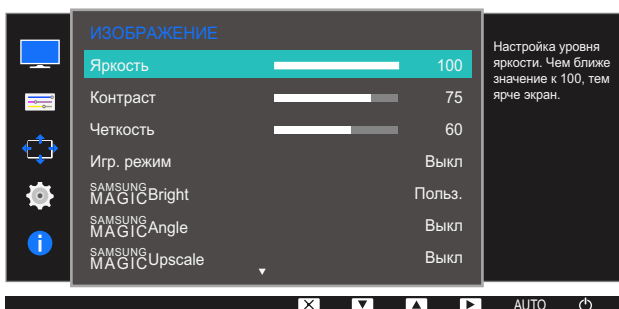 ИЗОБРАЖЕНИЕ
Яркость 100
Контраст 75
Четкость 60
Игр. режим Выкл
SAMSUNG MAGIC Bright Польз.
SAMSUNG MAGIC Angle Выкл
SAMSUNG MAGIC Upscale Выкл
Настройка уровня
яркости. Чем ближе
значение к 100, тем
ярче экран.
AUTO